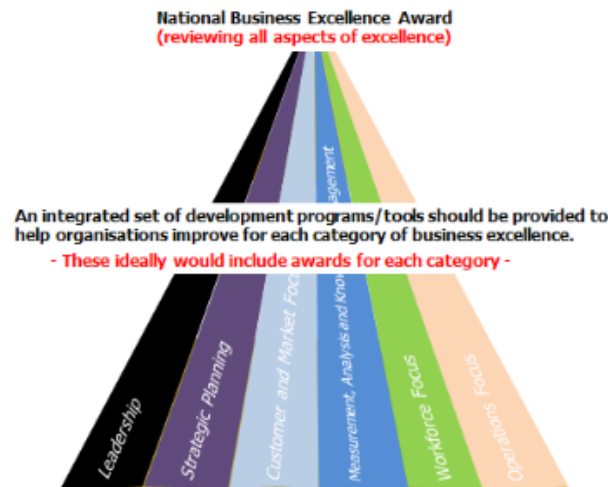 National Business Excellence Award
(reviewing all aspects of excellence)
An integrated set of development programs/tools should be provided to
help organisations improve for each category of business excellence.
- These ideally would include awards for each category -
Leadership
Strategic Planning
Customer and Market Focu
Measurement, Analysis and Know
agement
Workforce Focus
Operations Focus